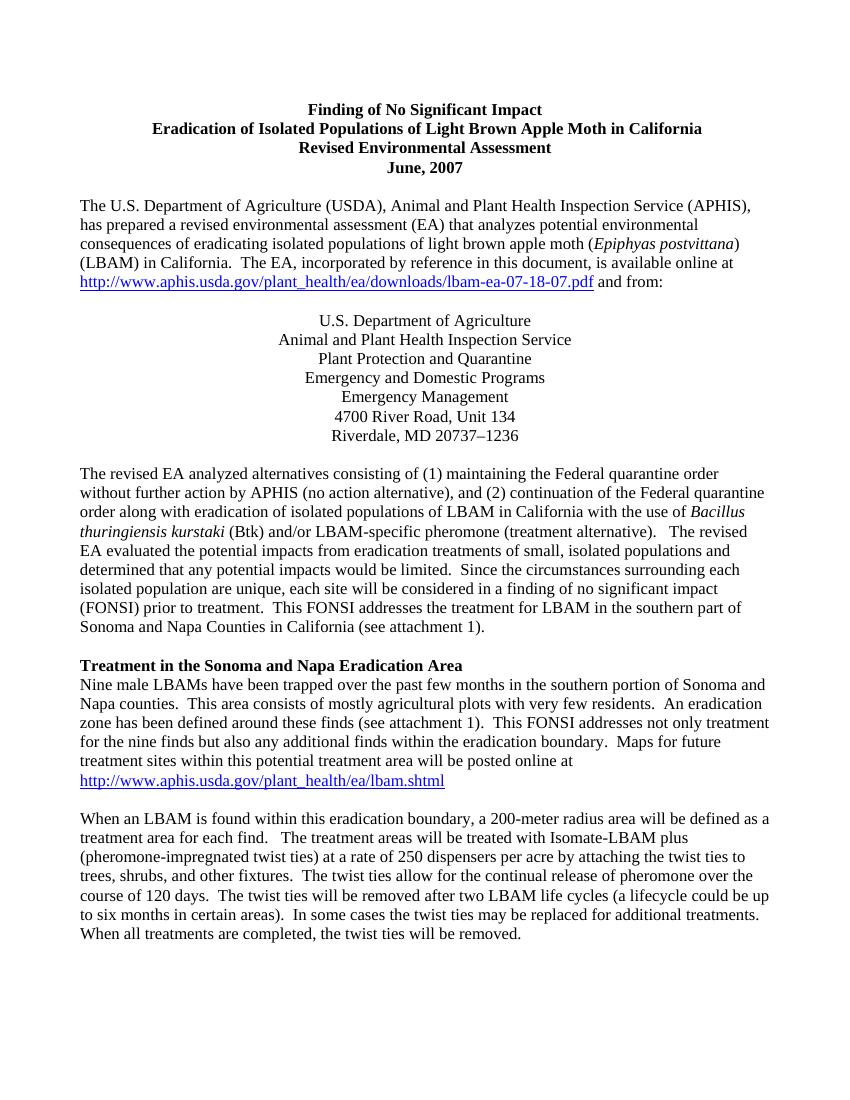 Finding of No Significant Impact
Eradication of Isolated Populations of Light Brown Apple Moth in California
Revised Environmental Assessment
June, 2007
The U.S. Department of Agriculture (USDA), Animal and Plant Health Inspection Service (APHIS),
has prepared a revised environmental assessment (EA) that analyzes potential environmental
consequences of eradicating isolated populations of light brown apple moth (Epiphyas postvittana)
(LBAM) in California.  The EA, incorporated by reference in this document, is available online at
http://www.aphis.usda.gov/plant_health/ea/downloads/lbam-ea-07-18-07.pdf and from:
U.S. Department of Agriculture
Animal and Plant Health Inspection Service
Plant Protection and Quarantine
Emergency and Domestic Programs
Emergency Management
4700 River Road, Unit 134
Riverdale, MD 20737–1236
The revised EA analyzed alternatives consisting of (1) maintaining the Federal quarantine order
without further action by APHIS (no action alternative), and (2) continuation of the Federal quarantine
order along with eradication of isolated populations of LBAM in California with the use of Bacillus
thuringiensis kurstaki (Btk) and/or LBAM-specific pheromone (treatment alternative).   The revised
EA evaluated the potential impacts from eradication treatments of small, isolated populations and
determined that any potential impacts would be limited.  Since the circumstances surrounding each
isolated population are unique, each site will be considered in a finding of no significant impact
(FONSI) prior to treatment.  This FONSI addresses the treatment for LBAM in the southern part of
Sonoma and Napa Counties in California (see attachment 1).
Treatment in the Sonoma and Napa Eradication Area
Nine male LBAMs have been trapped over the past few months in the southern portion of Sonoma and
Napa counties.  This area consists of mostly agricultural plots with very few residents.  An eradication
zone has been defined around these finds (see attachment 1).  This FONSI addresses not only treatment
for the nine finds but also any additional finds within the eradication boundary.  Maps for future
treatment sites within this potential treatment area will be posted online at
http://www.aphis.usda.gov/plant_health/ea/lbam.shtml
When an LBAM is found within this eradication boundary, a 200-meter radius area will be defined as a
treatment area for each find.   The treatment areas will be treated with Isomate-LBAM plus
(pheromone-impregnated twist ties) at a rate of 250 dispensers per acre by attaching the twist ties to
trees, shrubs, and other fixtures.  The twist ties allow for the continual release of pheromone over the
course of 120 days.  The twist ties will be removed after two LBAM life cycles (a lifecycle could be up
to six months in certain areas).  In some cases the twist ties may be replaced for additional treatments.
When all treatments are completed, the twist ties will be removed.